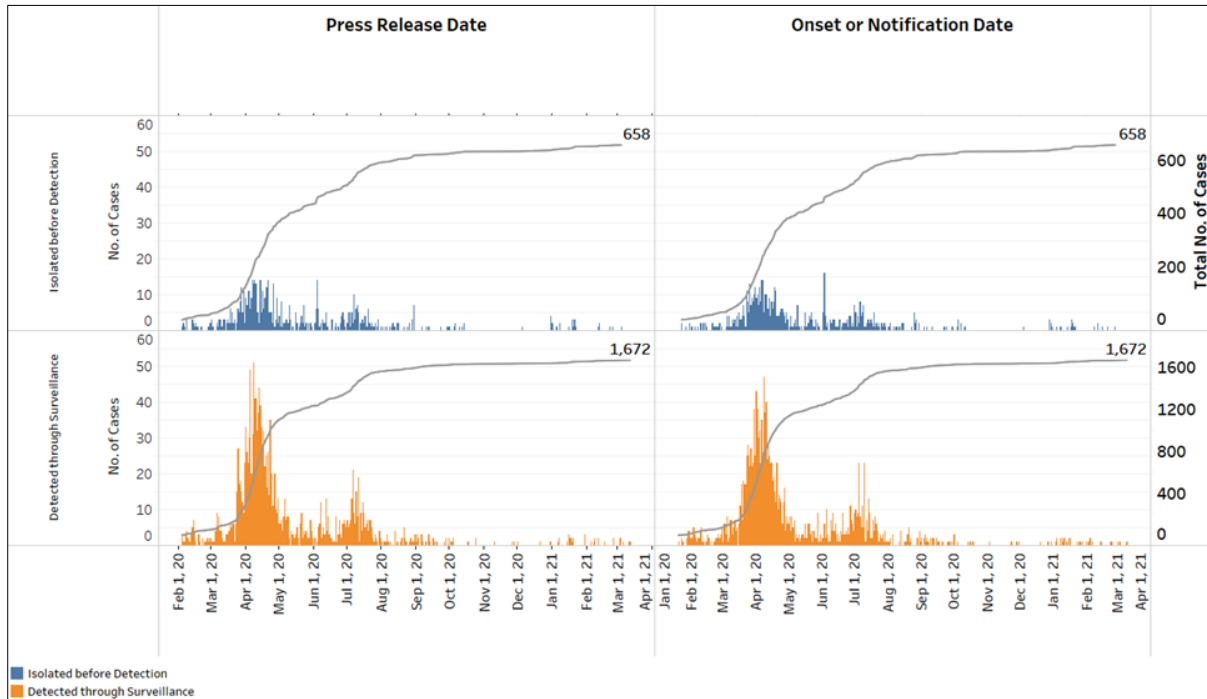 Press Release Date
Onset or Notification Date
Isolated before Detection
No. of Cases
60
50
40
30
20
10
0
658
658
600
400
200
0
Total No. of Cases
Detected through Surveillance
No. of Cases
60
50
40
30
20
10
0
1,672
1,672
1600
1200
800
400
0
Feb 1, 20
Mar 1, 20
Apr 1, 20
May 1, 20
Jun 1, 20
Jul 1, 20
Aug 1, 20
Sep 1, 20
Oct 1, 20
Nov 1, 20
Dec 1, 20
Jan 1, 21
Feb 1, 21
Mar 1, 21
Apr 1, 21
Jan 1, 20
Feb 1, 20
Mar 1, 20
Apr 1, 20
May 1, 20
Jun 1, 20
Jul 1, 20
Aug 1, 20
Sep 1, 20
Oct 1, 20
Nov 1, 20
Dec 1, 20
Jan 1, 21
Feb 1, 21
Mar 1, 21
Apr 1, 21
Isolated before Detection
Detected through Surveillance